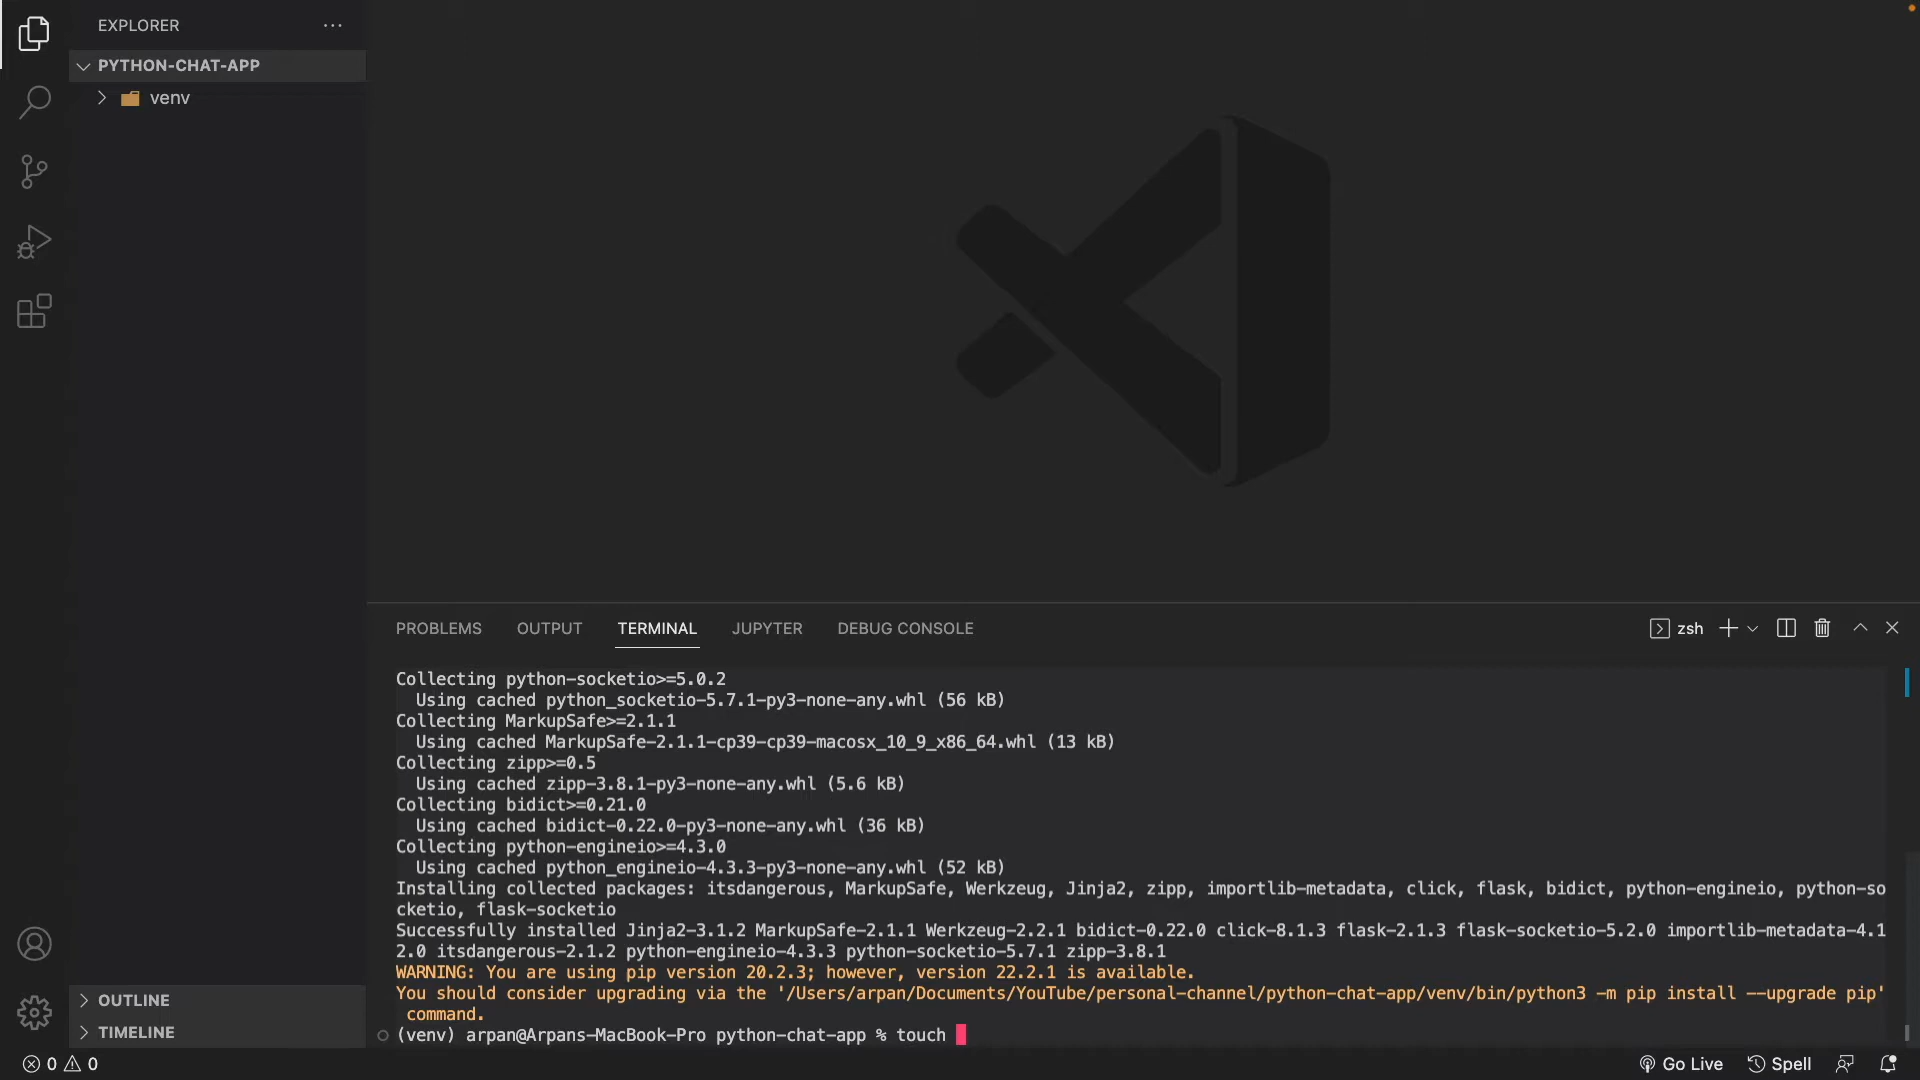 EXPLORER
PYTHON-CHAT-APP
venv
PROBLEMS OUTPUT TERMINAL JUPYTER DEBUG CONSOLE
zsh
Collecting python-socketio>=5.0.2
  Using cached python_socketio-5.7.1-py3-none-any.whl (56 kB)
Collecting MarkupSafe>=2.1.1
  Using cached MarkupSafe-2.1.1-cp39-cp39-macosx_10_9_x86_64.whl (13 kB)
Collecting zipp>=0.5
  Using cached zipp-3.8.1-py3-none-any.whl (5.6 kB)
Collecting bidict>=0.21.0
  Using cached bidict-0.22.0-py3-none-any.whl (36 kB)
Collecting python-engineio>=4.3.0
  Using cached python_engineio-4.3.3-py3-none-any.whl (52 kB)
Installing collected packages: itsdangerous, MarkupSafe, Werkzeug, Jinja2, zipp, importlib-metadata, click, flask, bidict, python-engineio, python-so
cketio, flask-socketio
Successfully installed Jinja2-3.1.2 MarkupSafe-2.1.1 Werkzeug-2.2.1 bidict-0.22.0 click-8.1.3 flask-2.1.3 flask-socketio-5.2.0 importlib-metadata-4.1
2.0 itsdangerous-2.1.2 python-engineio-4.3.3 python-socketio-5.7.1 zipp-3.8.1
WARNING: You are using pip version 20.2.3; however, version 22.2.1 is available.
You should consider upgrading via the '/Users/arpan/Documents/YouTube/personal-channel/python-chat-app/venv/bin/python3 -m pip install --upgrade pip'
 command.
(venv) arpan@Arpans-MacBook-Pro python-chat-app % touch
OUTLINE
TIMELINE
0 0
Go Live Spell